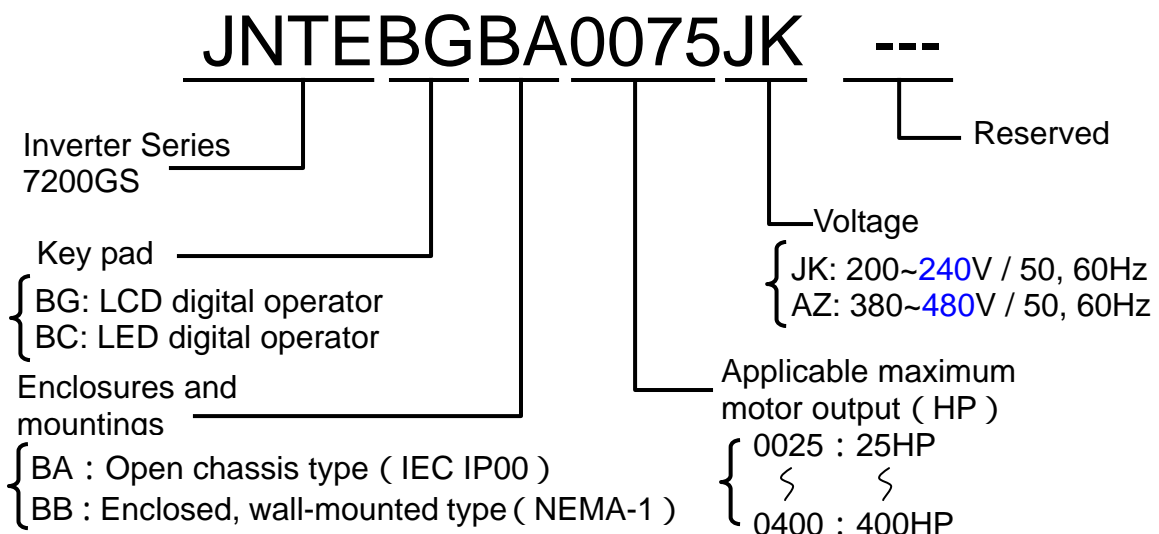 JNTEBGBA0075JK ---
Inverter Series
7200GS
Key pad
BG: LCD digital operator
BC: LED digital operator
Enclosures and
mountings
BA : Open chassis type ( IEC IP00 )
BB : Enclosed, wall-mounted type ( NEMA-1 )
Reserved
Voltage
JK: 200~240V / 50, 60Hz
AZ: 380~480V / 50, 60Hz
Applicable maximum
motor output ( HP )
0025 : 25HP
0400 : 400HP